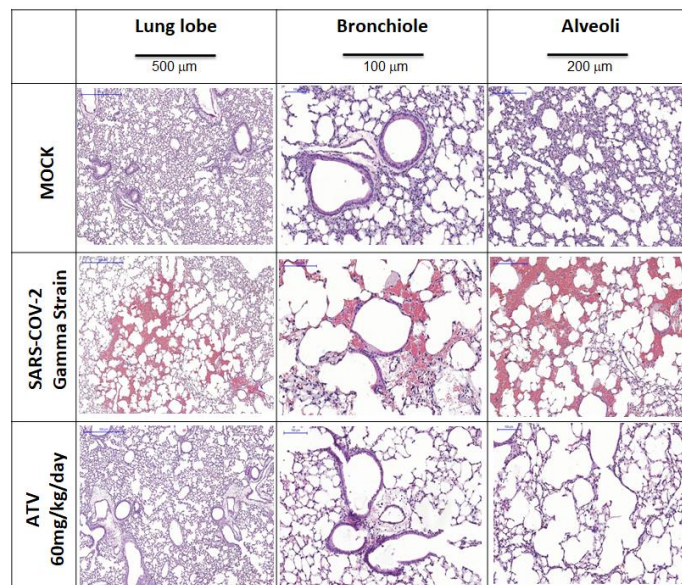 Lung lobe
500 μm
Bronchiole
100 μm
Alveoli
200 μm
MOCK
SARS-COV-2
Gamma Strain
ATV
60mg/kg/day